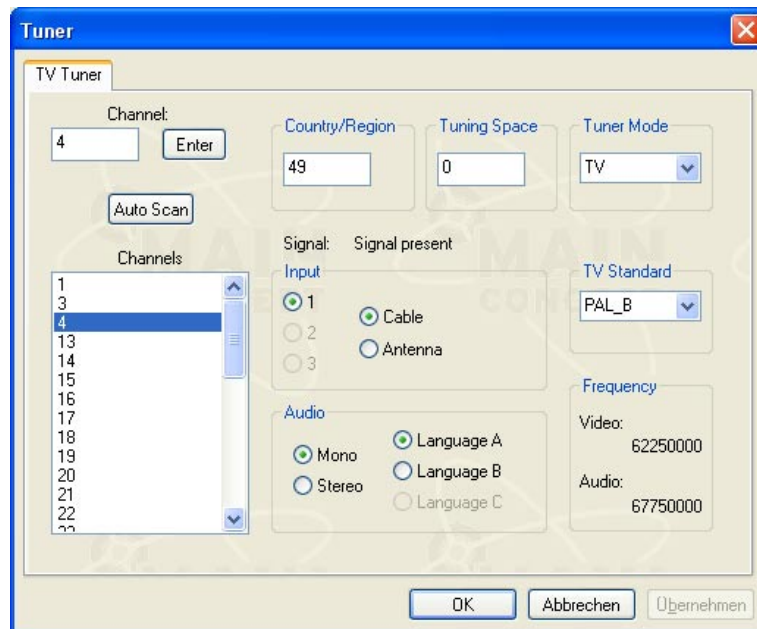 Tuner
TV Tuner
Channel:
4
Enter
Auto Scan
Channels
1
3
4
13
14
15
16
17
18
19
20
21
22
Country/Region
49
Tuning Space
0
Tuner Mode
TV
Signal: Signal present
Input
1
2
3
Cable
Antenna
TV Standard
PAL_B
Audio
Mono
Stereo
Language A
Language B
Language C
Frequency
Video:
62250000
Audio:
67750000
MAIN
CONCEPT
OK
Abbrechen
Übernehmen